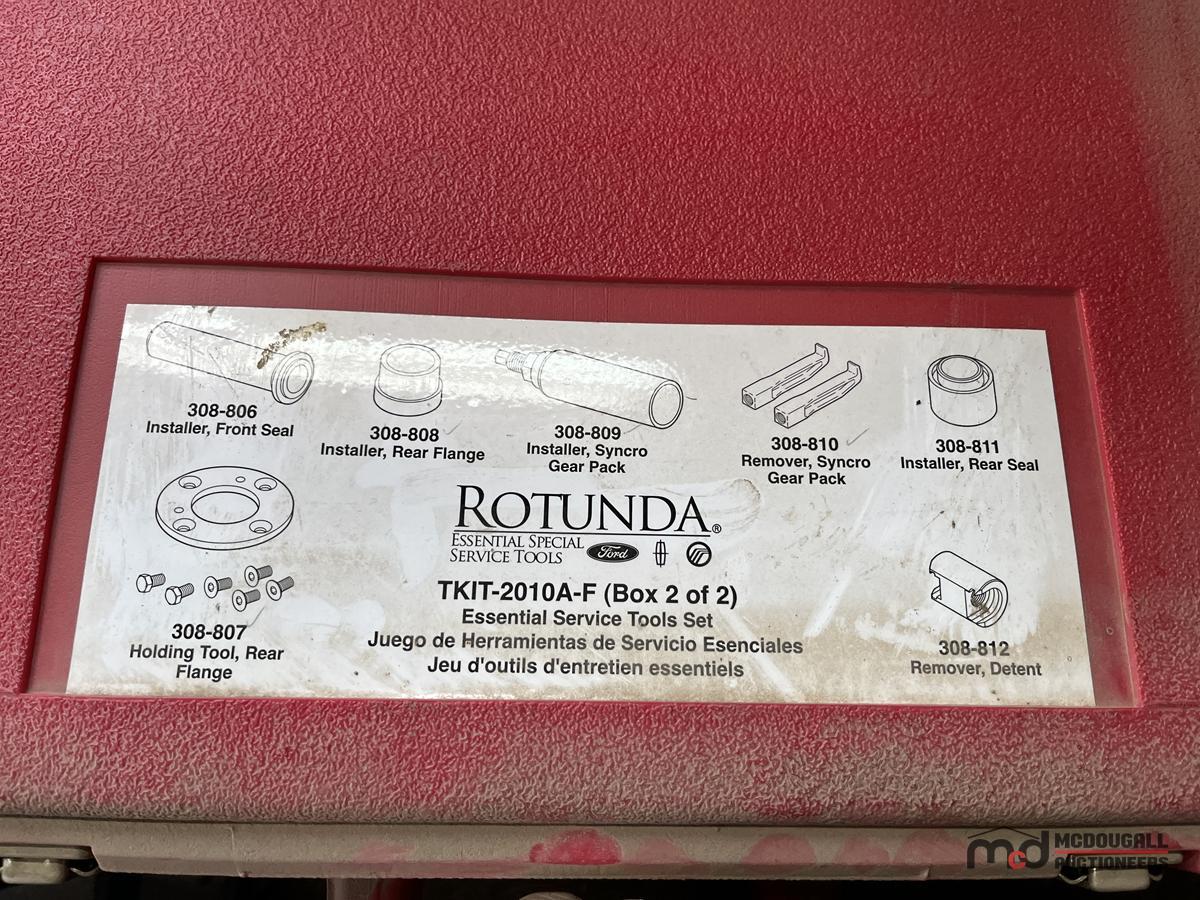 308-806
Installer, Front Seal
308-808
Installer, Rear Flange
308-809
Installer, Syncro
Gear Pack
308-810
Remover, Syncro
Gear Pack
308-811
Installer, Rear Seal
ROTUNDA®
ESSENTIAL SPECIAL
SERVICE TOOLS
Ford
TKIT-2010A-F (Box 2 of 2)
Essential Service Tools Set
Juego de Herramientas de Servicio Esenciales
Jeu d'outils d'entretien essentiels
308-807
Holding Tool, Rear
Flange
308-812
Remover, Detent
mcd MCDOUGALL
AUCTIONEERS